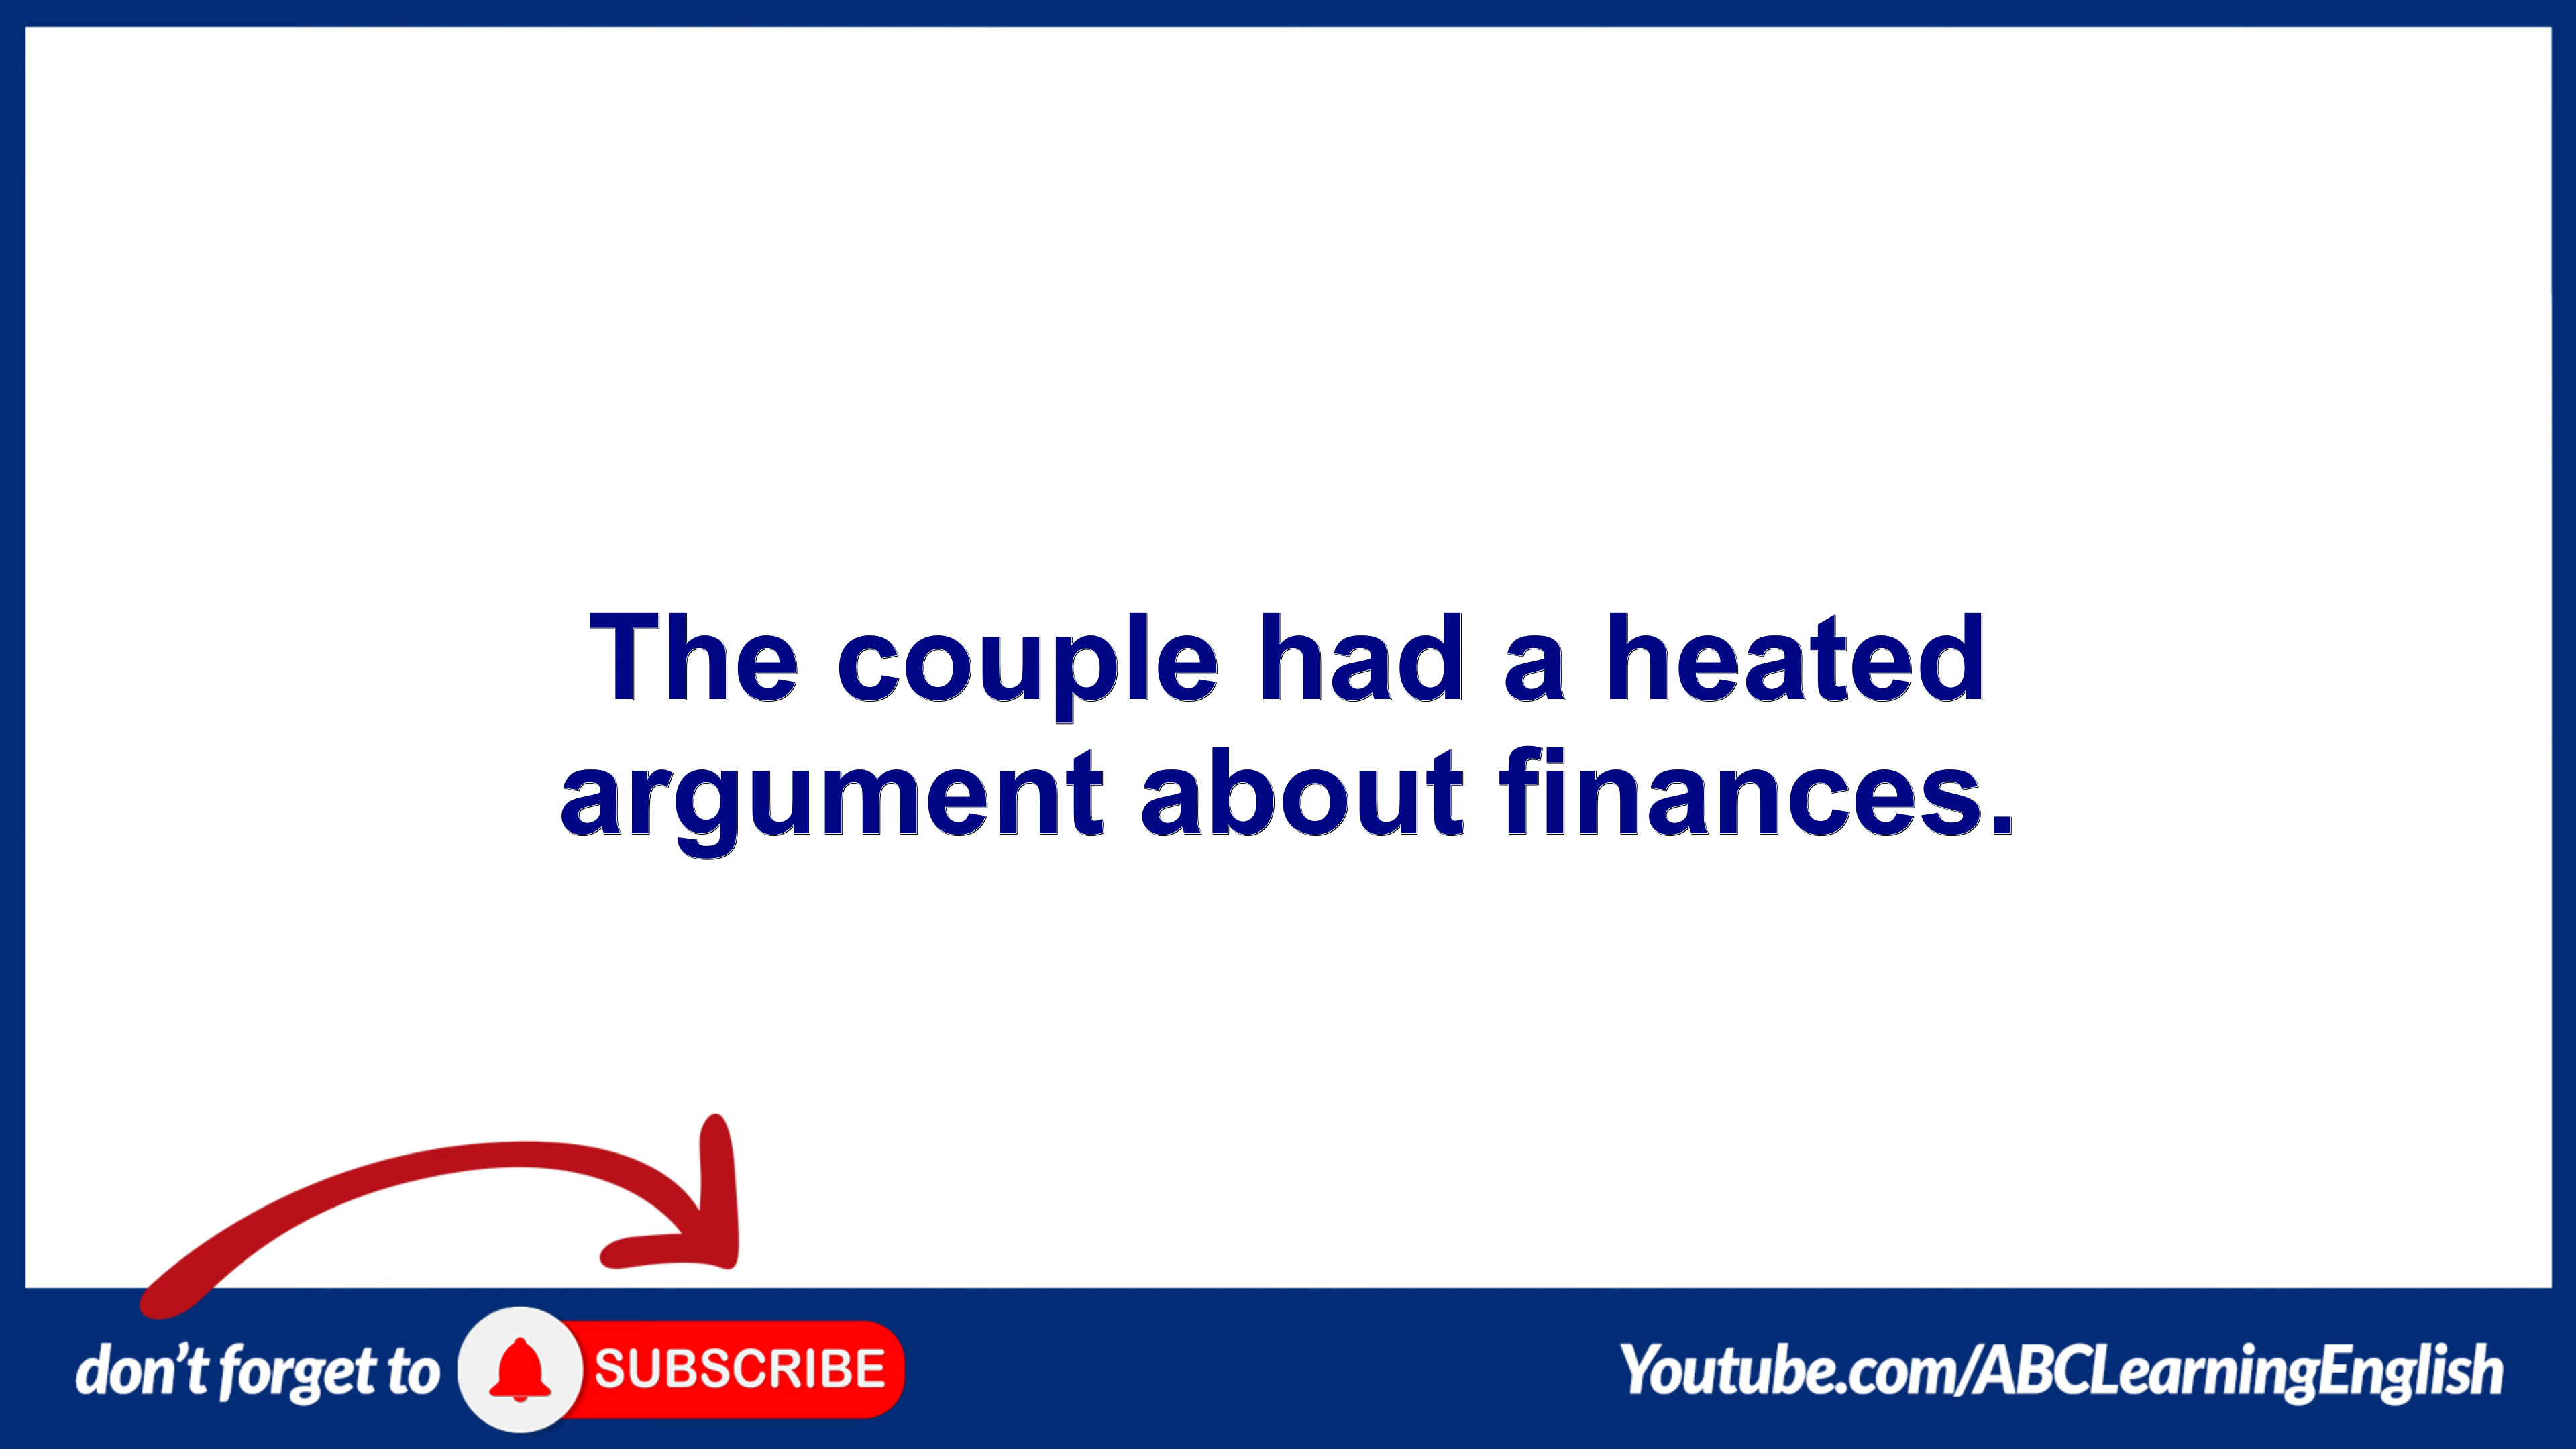 The couple had a heated
argument about finances.
don't forget to SUBSCRIBE
Youtube.com/ABCLearningEnglish